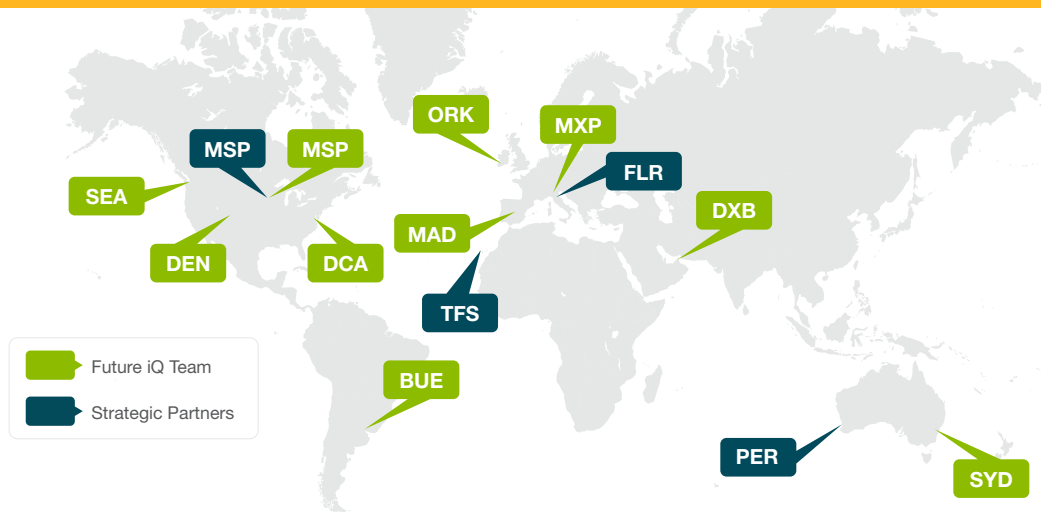 ORK
MXP
MSP
MSP
FLR
SEA
DXB
MAD
DEN
DCA
TFS
Future iQ Team
BUE
Strategic Partners
PER
SYD